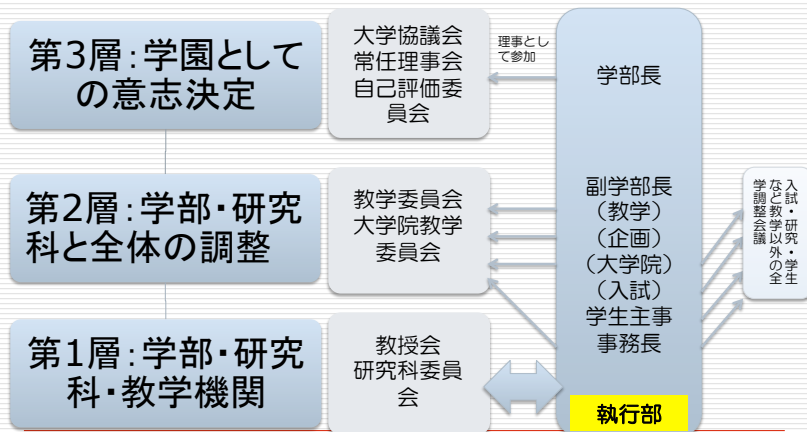 第3層：学園として
の意志決定
大学協議会
常任理事会
自己評価委
員会
理事とし
て参加
学部長
第2層：学部・研究
科と全体の調整
教学委員会
大学院教学
委員会
副学部長
（教学）
（企画）
（大学院）
（入試）
学生主事
事務長
入試・研究・学生
など教学以外の全
学調整会議
第1層：学部・研究
科・教学機関
教授会
研究科委員
会
執行部